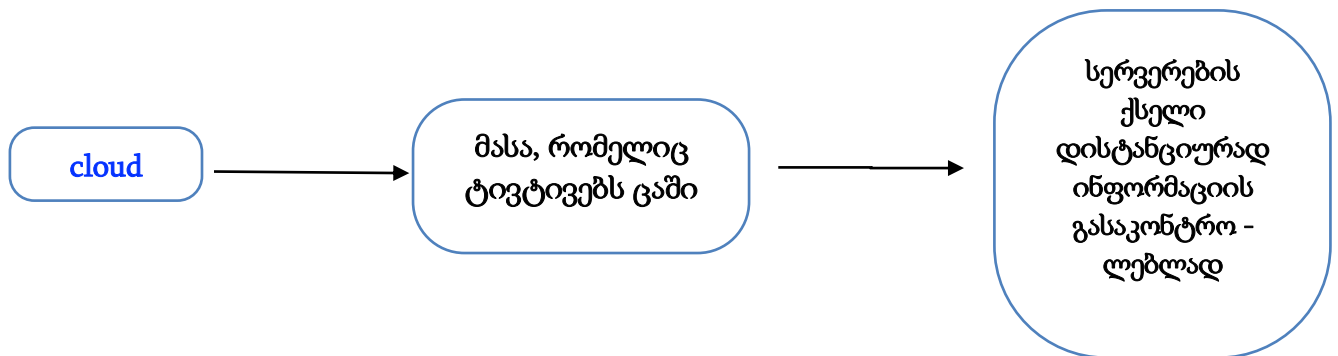 cloud
მასა, რომელიც
ტივტივებს ცაში
სერვერების
ქსელი
დისტანციურად
ინფორმაციის
გასაკონტრო -
ლებლად